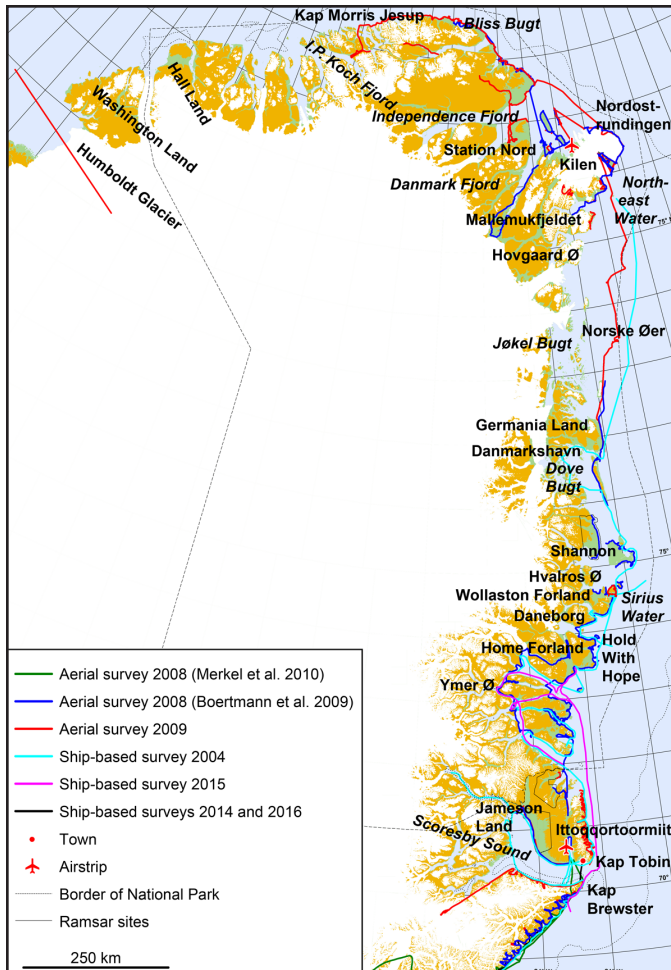 Kap Morris Jesup
Bliss Bugt
I.P. Koch Fjord
Hall Land
Washington Land
Humboldt Glacier
Independence Fjord
Station Nord
Nordost-
rundingen
Kilen
Danmark Fjord
North-
east
Water
Mallemukfjeldet
75°
Hovgaard Ø
Norske Øer
Jøkel Bugt
Germania Land
Danmarkshavn
Dove
Bugt
Shannon
75°
Hvalros Ø
Wollaston Forland
Sirius
Water
Daneborg
Home Forland
Hold
With
Hope
Ymer Ø
Jameson
Land
Scoresby Sound
Ittoqqortoormiit
Kap Tobin
70°
Kap
Brewster
Aerial survey 2008 (Merkel et al. 2010)
Aerial survey 2008 (Boertmann et al. 2009)
Aerial survey 2009
Ship-based survey 2004
Ship-based survey 2015
Ship-based surveys 2014 and 2016
Town
Airstrip
Border of National Park
Ramsar sites
250 km